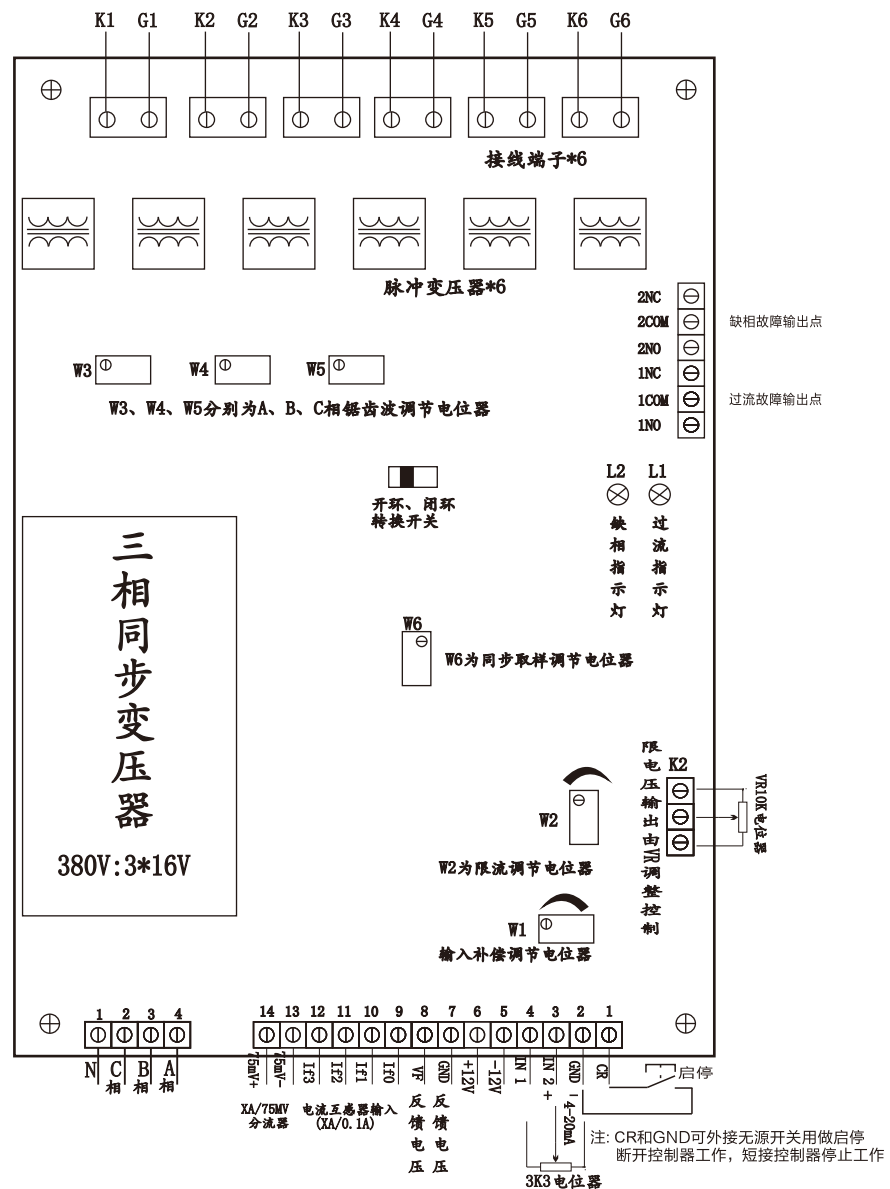 K1 G1 K2 G2 K3 G3 K4 G4 K5 G5 K6 G6
接线端子*6
脉冲变压器*6
2NC
2COM 缺相故障输出点
2NO
1NC
1COM 过流故障输出点
1NO
W3 W4 W5
W3、W4、W5分别为A、B、C相锯齿波调节电位器
开环、闭环
转换开关
L2 L1
缺相指示灯
过流指示灯
三相同步变压器
380V:3*16V
W6
W6为同步取样调节电位器
限电压输出由VR调整控制
K2
VR10K电位器
W2
W2为限流调节电位器
W1
输入补偿调节电位器
1 2 3 4
N C相 B相 A相
14 13 12 11 10 9 8 7 6 5 4 3 2 1
75mV+ 75mV- If3 If2 If1 If0 VF GND +12V -12V IN 1 IN 2 GND CR
XA/75MV
分流器
电流互感器输入
(XA/0.1A)
反馈电压
反馈电压
+ 4-20mA -
3K3电位器
启停
注: CR和GND可外接无源开关用做启停
断开控制器工作，短接控制器停止工作